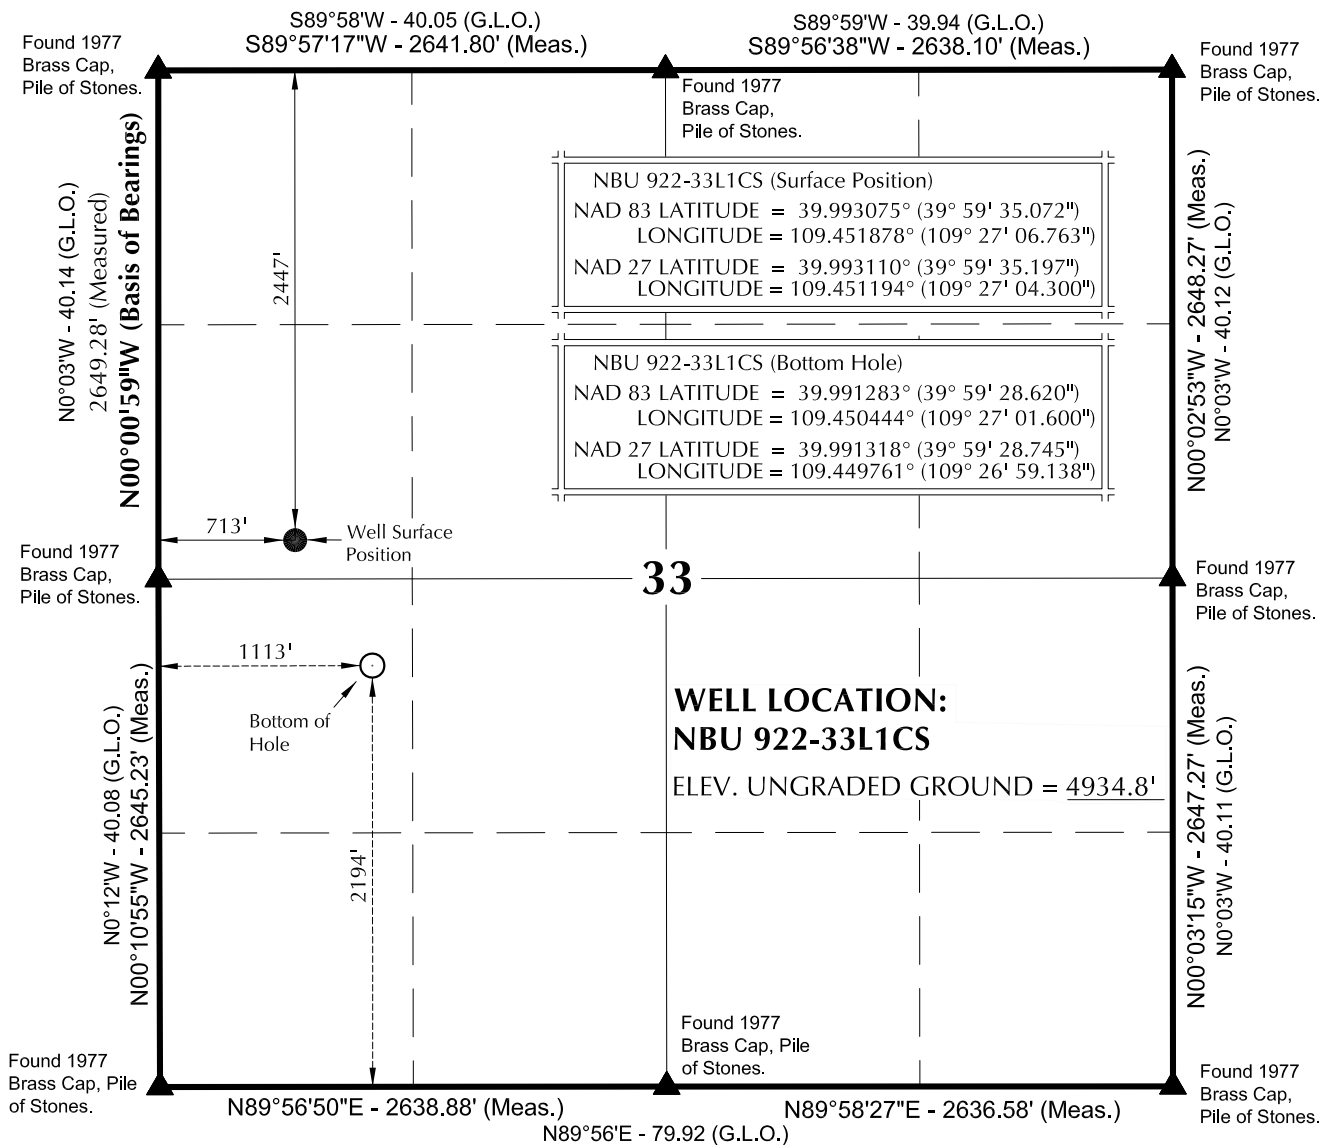 S89°58'W - 40.05 (G.L.O.)
S89°57'17"W - 2641.80' (Meas.)
S89°59'W - 39.94 (G.L.O.)
S89°56'38"W - 2638.10' (Meas.)
Found 1977
Brass Cap,
Pile of Stones.
Found 1977
Brass Cap,
Pile of Stones.
Found 1977
Brass Cap,
Pile of Stones.
N0°03'W - 40.14 (G.L.O.)
2649.28' (Measured)
N00°00'59"W (Basis of Bearings)
2447'
NBU 922-33L1CS (Surface Position)
NAD 83 LATITUDE = 39.993075° (39° 59' 35.072")
LONGITUDE = 109.451878° (109° 27' 06.763")
NAD 27 LATITUDE = 39.993110° (39° 59' 35.197")
LONGITUDE = 109.451194° (109° 27' 04.300")
NBU 922-33L1CS (Bottom Hole)
NAD 83 LATITUDE = 39.991283° (39° 59' 28.620")
LONGITUDE = 109.450444° (109° 27' 01.600")
NAD 27 LATITUDE = 39.991318° (39° 59' 28.745")
LONGITUDE = 109.449761° (109° 26' 59.138")
N00°02'53"W - 2648.27' (Meas.)
N0°03'W - 40.12 (G.L.O.)
713'
Well Surface
Position
Found 1977
Brass Cap,
Pile of Stones.
33
Found 1977
Brass Cap,
Pile of Stones.
1113'
Bottom of
Hole
N0°12'W - 40.08 (G.L.O.)
N00°10'55"W - 2645.23' (Meas.)
2194'
WELL LOCATION:
NBU 922-33L1CS
ELEV. UNGRADED GROUND = 4934.8'
N00°03'15"W - 2647.27' (Meas.)
N0°03'W - 40.11 (G.L.O.)
Found 1977
Brass Cap, Pile
of Stones.
Found 1977
Brass Cap, Pile
of Stones.
Found 1977
Brass Cap,
Pile of Stones.
N89°56'50"E - 2638.88' (Meas.)
N89°58'27"E - 2636.58' (Meas.)
N89°56'E - 79.92 (G.L.O.)